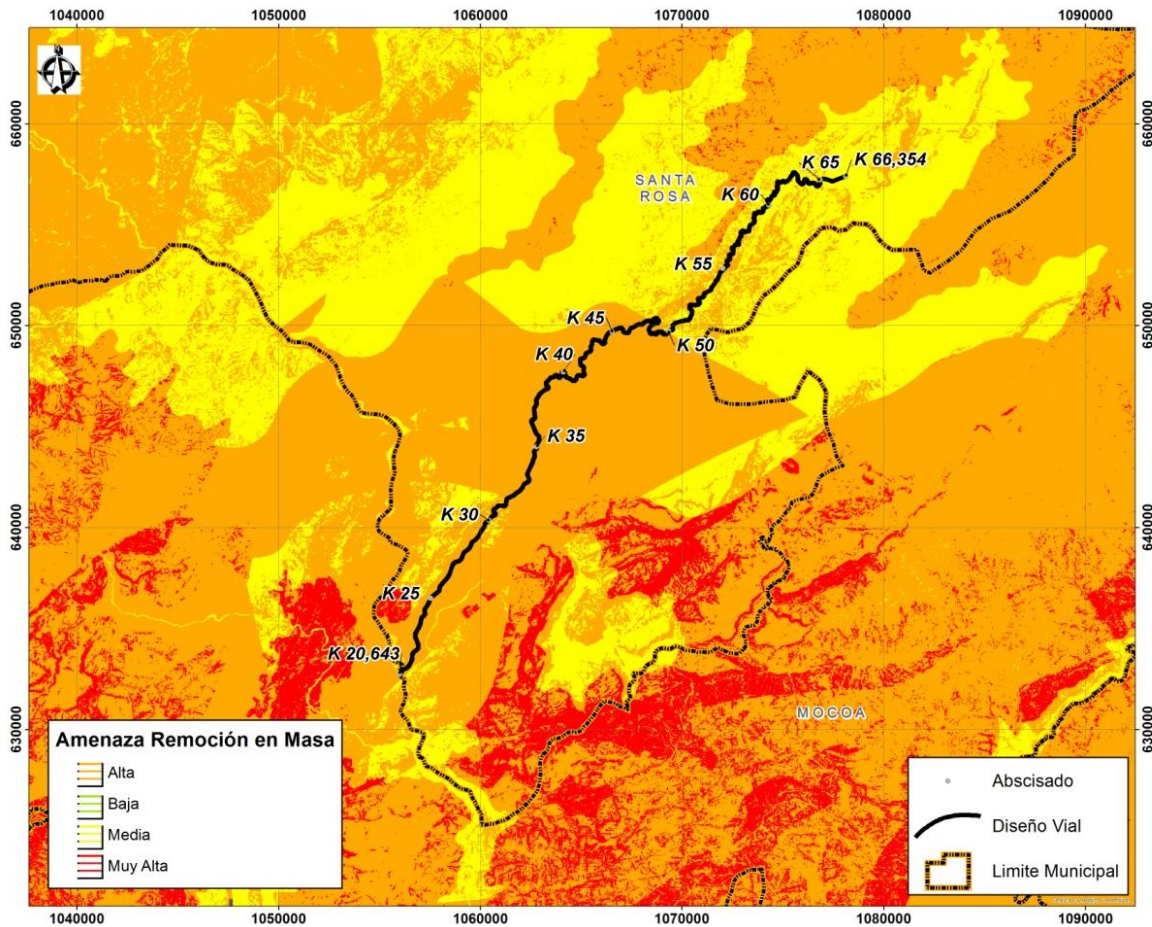 1040000 1050000 1060000 1070000 1080000 1090000
660000 660000
K 65 K 66,354
SANTA
ROSA
K 60
K 55
650000 650000
K 45
K 50
K 40
K 35
K 30
640000 640000
K 25
K 20,643
MOCOA
630000 630000
Amenaza Remoción en Masa
Alta
Baja
Media
Muy Alta
Abscisado
Diseño Vial
Limite Municipal
1040000 1050000 1060000 1070000 1080000 1090000